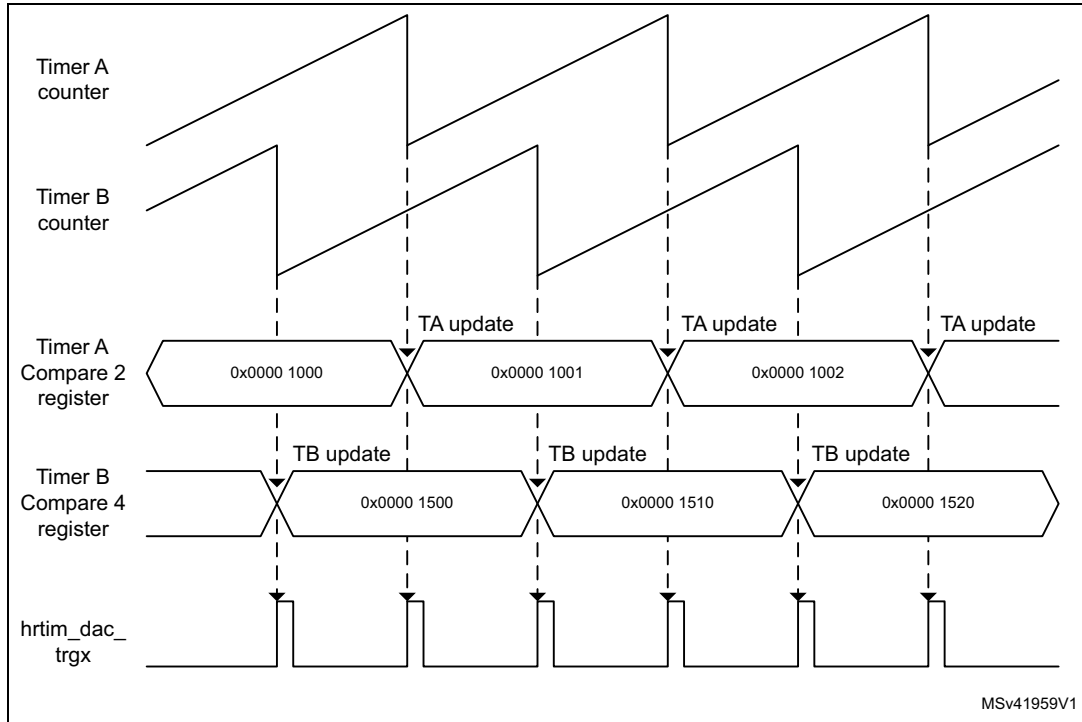 Timer A
counter
Timer B
counter
TA update TA update TA update
Timer A
Compare 2
register
0x0000 1000 0x0000 1001 0x0000 1002
TB update TB update TB update
Timer B
Compare 4
register
0x0000 1500 0x0000 1510 0x0000 1520
hrtim_dac_
trgx
MSv41959V1